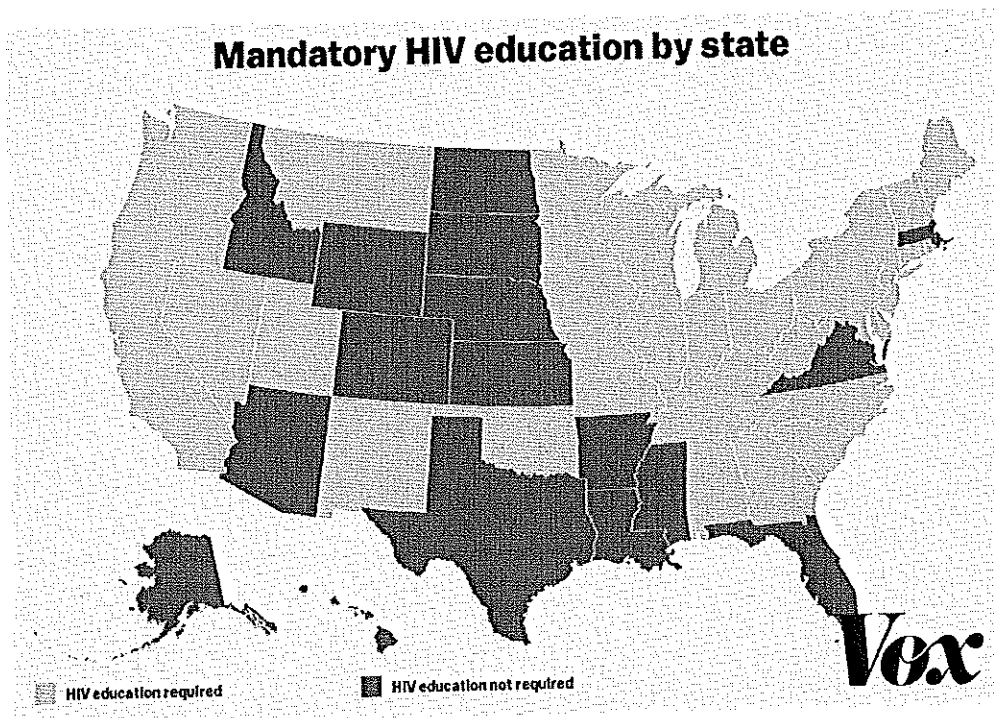 Mandatory HIV education by state
HIV education required
HIV education not required
Vox